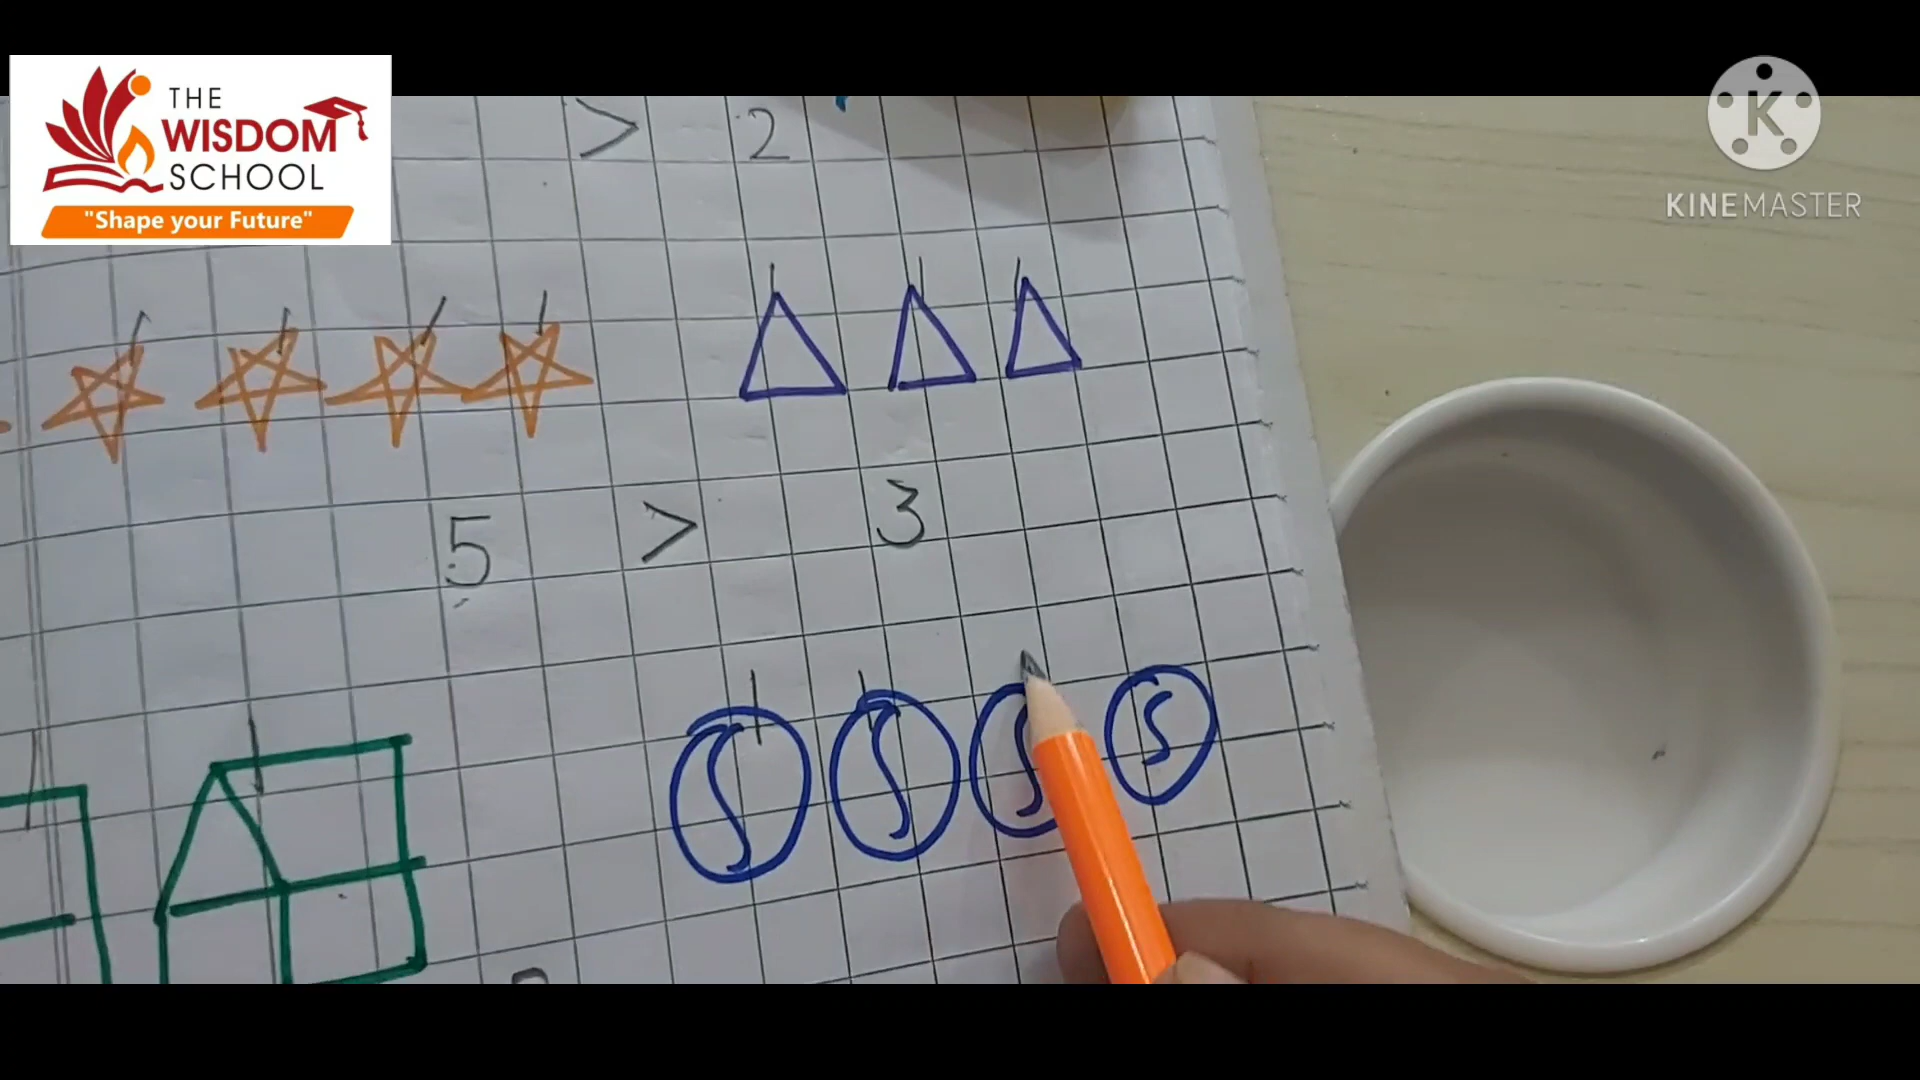 THE
WISDOM
SCHOOL
"Shape your Future"
K
KINEMASTER
> 2
5 > 3
S S S S